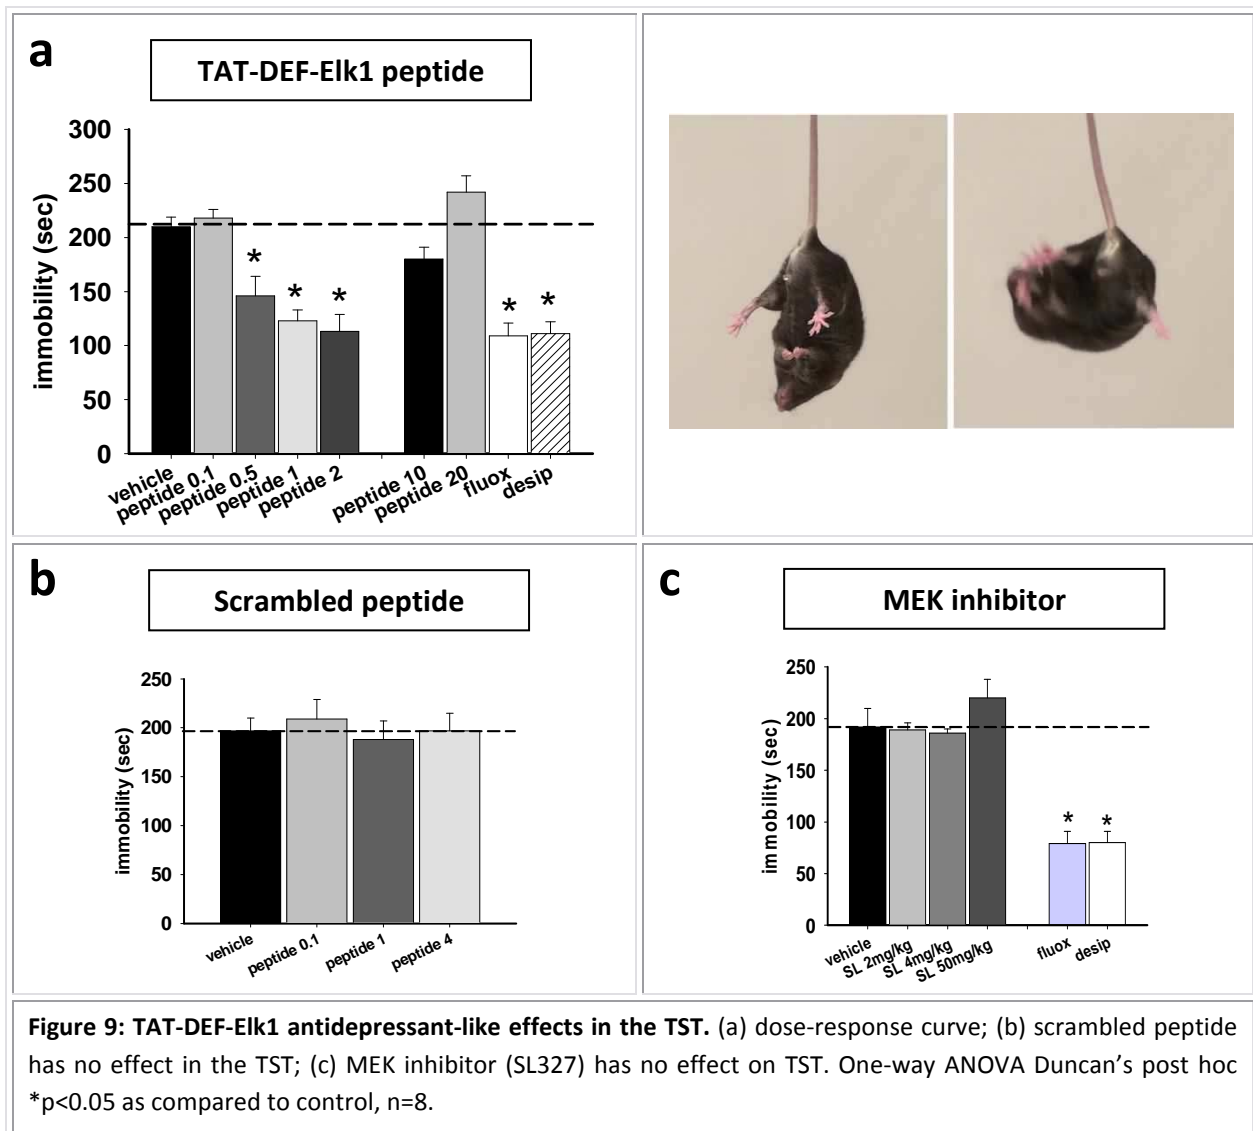 a
TAT-DEF-Elk1 peptide
300
250
200
150
100
50
0
immobility (sec)
* * * * *
vehicle
peptide 0.1
peptide 0.5
peptide 1
peptide 2
peptide 10
peptide 20
fluox
desip
b
Scrambled peptide
250
200
150
100
50
0
immobility (sec)
vehicle
peptide 0.1
peptide 1
peptide 4
c
MEK inhibitor
250
200
150
100
50
0
immobility (sec)
* *
vehicle
SL 2mg/kg
SL 4mg/kg
SL 50mg/kg
fluox
desip
Figure 9: TAT-DEF-Elk1 antidepressant-like effects in the TST. (a) dose-response curve; (b) scrambled peptide
has no effect in the TST; (c) MEK inhibitor (SL327) has no effect on TST. One-way ANOVA Duncan's post hoc
*p<0.05 as compared to control, n=8.